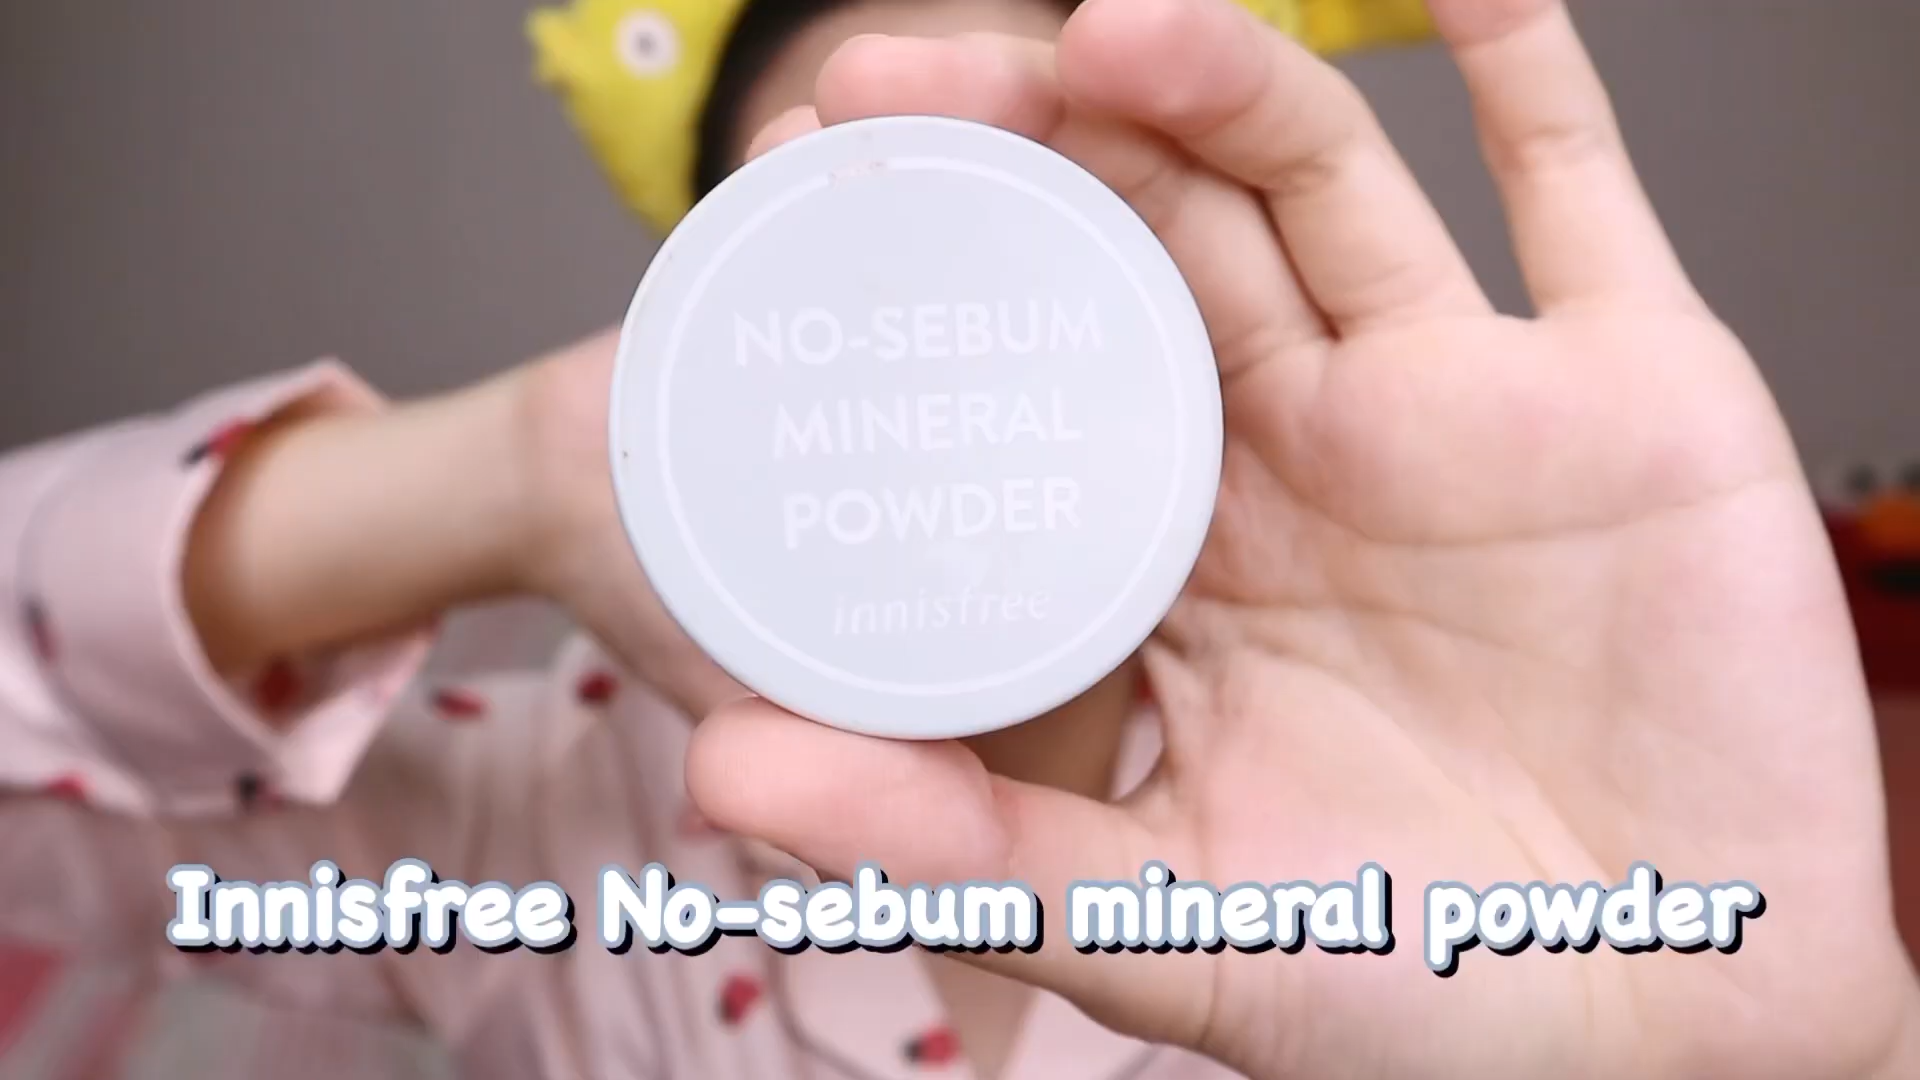 NO-SEBUM
MINERAL
POWDER
innisfree
Innisfree No-sebum mineral powder